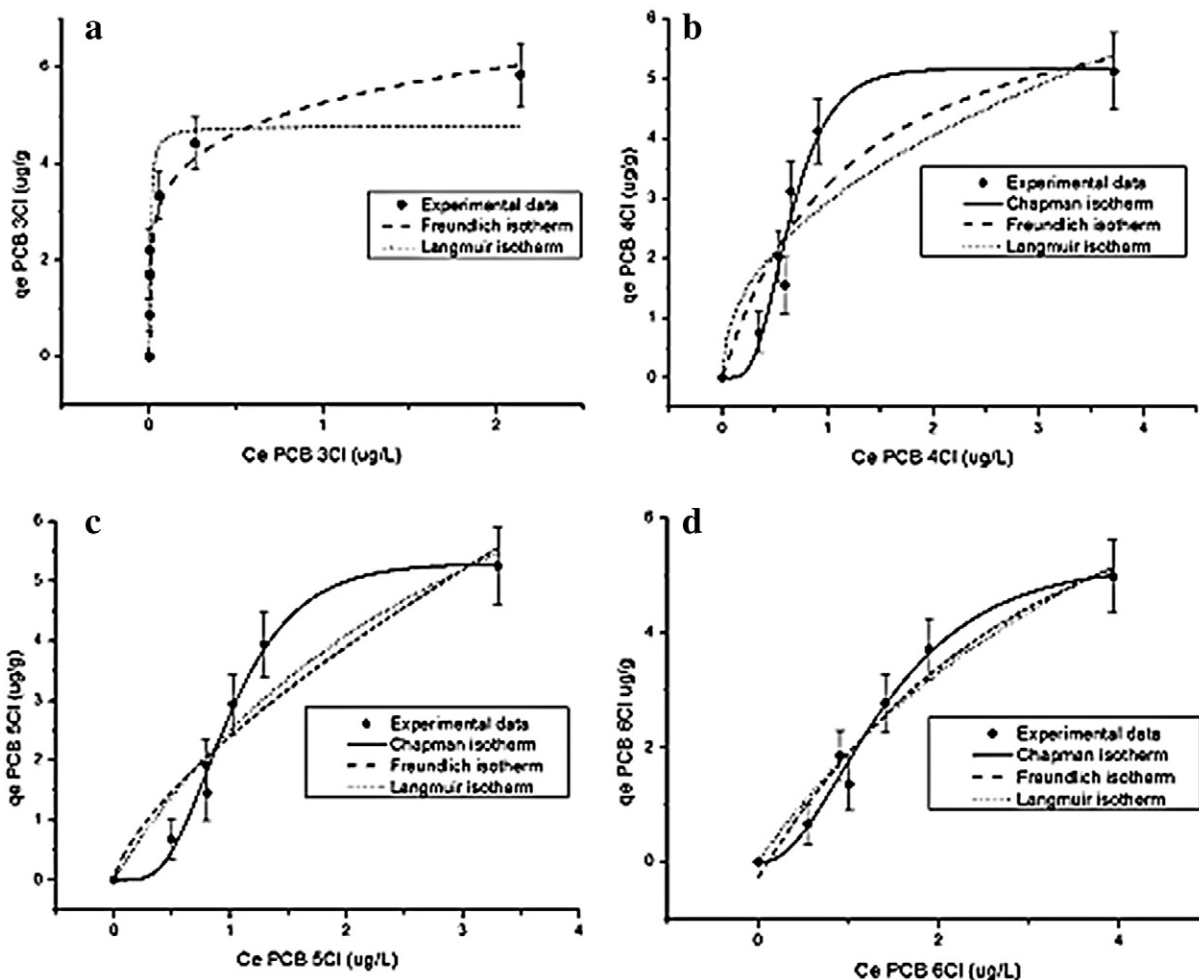 a
6
4
2
0
qe PCB 3Cl (ug/g
Experimental data
Freundlich isotherm
Langmuir isotherm
0
1
2
Ce PCB 3Cl (ug/L)
b
6
5
4
3
2
1
0
qe PCB 4Cl (ug/g)
Experimental data
Chapman isotherm
Freundlich isotherm
Langmuir isotherm
0
1
2
3
4
Ce PCB 4Cl (ug/L)
c
6
5
4
3
2
1
0
qe PCB 5Cl (ug/g)
Experimental data
Chapman isotherm
Freundlich isotherm
Langmuir isotherm
0
1
2
3
4
Ce PCB 5Cl (ug/L)
d
6
4
2
0
qe PCB 6Cl ug/g)
Experimental data
Chapman isotherm
Freundlich isotherm
Langmuir isotherm
0
2
4
Ce PCB 6Cl (ug/L)